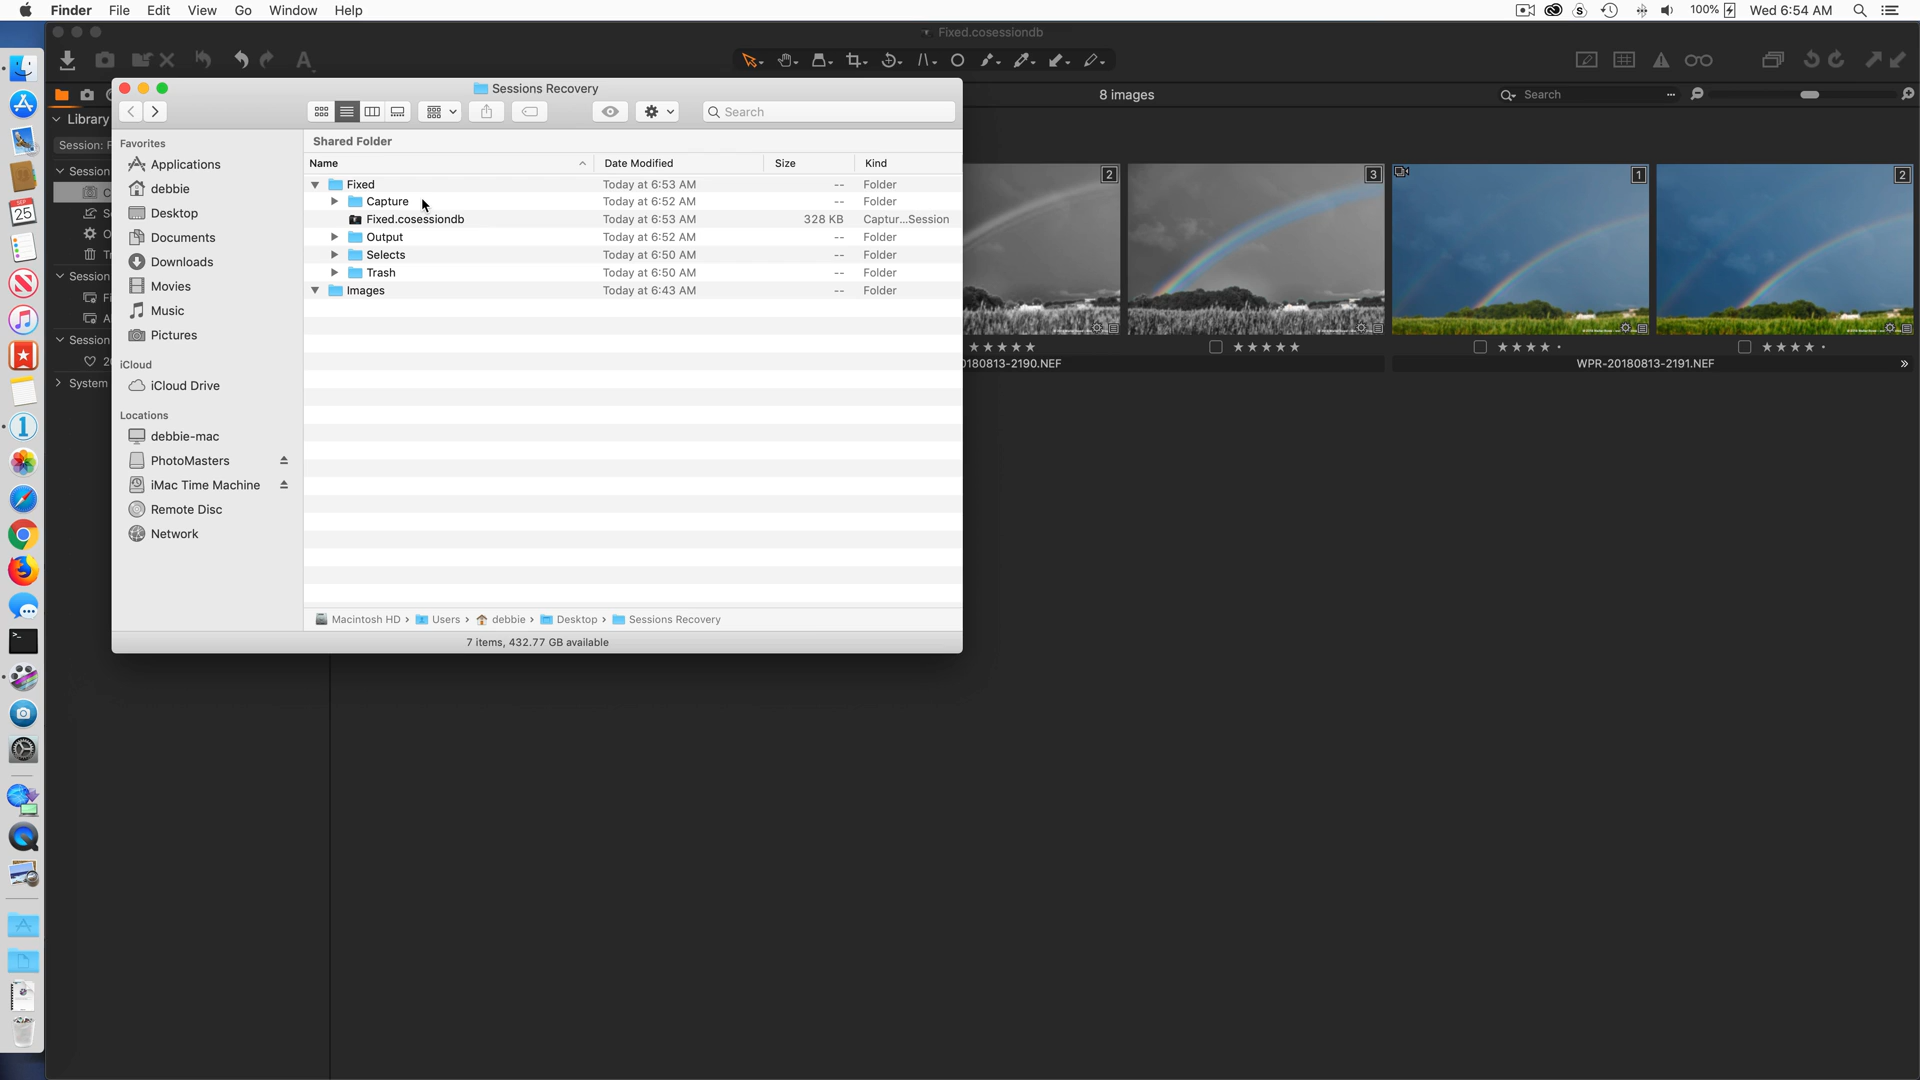 Finder File Edit View Go Window Help
100% Wed 6:54 AM
Fixed.cosessiondb
Sessions Recovery
Search
8 images
Search
Library
Session: F
Session
Session
Session
System
Favorites
Applications
debbie
Desktop
Documents
Downloads
Movies
Music
Pictures
iCloud
iCloud Drive
Locations
debbie-mac
PhotoMasters
iMac Time Machine
Remote Disc
Network
Shared Folder
Name Date Modified Size Kind
Fixed Today at 6:53 AM -- Folder
Capture Today at 6:52 AM -- Folder
Fixed.cosessiondb Today at 6:53 AM 328 KB Captur...Session
Output Today at 6:52 AM -- Folder
Selects Today at 6:50 AM -- Folder
Trash Today at 6:50 AM -- Folder
Images Today at 6:43 AM -- Folder
Macintosh HD › Users › debbie › Desktop › Sessions Recovery
7 items, 432.77 GB available
2
3
1
2
0180813-2190.NEF
WPR-20180813-2191.NEF
SEP
25